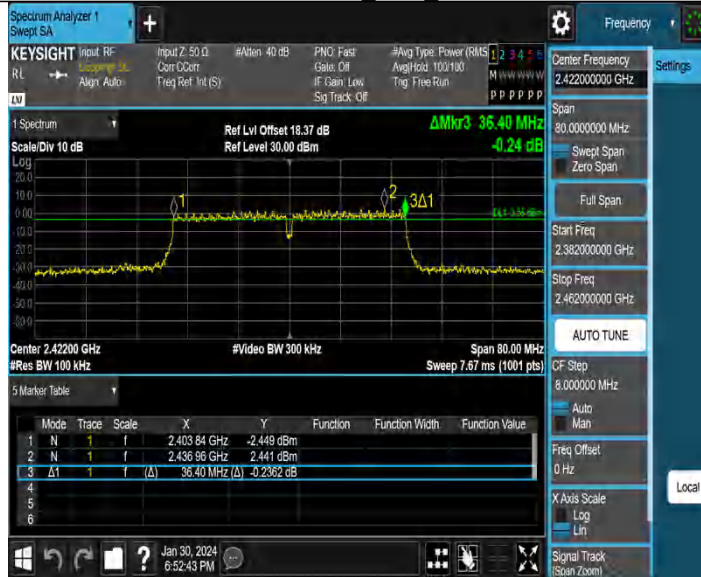 Spectrum Analyzer 1
Swept SA
Frequency
KEYSIGHT Input: RF
RL
Align: Auto
LXI
Input Z: 50 Ω
Corr CCorr
Freq Ref: Int (S)
#Atten: 40 dB
PNO: Fast
Gate: Off
IF Gain: Low
Sig Track: Off
#Avg Type: Power (RMS
Avg|Hold: 100/100
Trig: Free Run
1 2 3 4 5 6
M W W W W W
P P P P P P
1 Spectrum
Scale/Div 10 dB
Ref Lvl Offset 18.37 dB
Ref Level 30.00 dBm
ΔMkr3 36.40 MHz
-0.24 dB
Log
20.0
10.0
0.00
-10.0
-20.0
-30.0
-40.0
-50.0
-60.0
1
2
3Δ1
Center 2.42200 GHz
#Res BW 100 kHz
#Video BW 300 kHz
Span 80.00 MHz
Sweep 7.67 ms (1001 pts)
5 Marker Table
Mode Trace Scale X Y Function Function Width Function Value
1 N 1 f 2.403 84 GHz -2.449 dBm
2 N 1 f 2.436 96 GHz 2.441 dBm
3 Δ1 1 f (Δ) 36.40 MHz (Δ) -0.2362 dB
4
5
6
Jan 30, 2024
6:52:43 PM
Center Frequency
2.422000000 GHz
Settings
Span
80.0000000 MHz
Swept Span
Zero Span
Full Span
Start Freq
2.382000000 GHz
Stop Freq
2.462000000 GHz
AUTO TUNE
CF Step
8.000000 MHz
Auto
Man
Freq Offset
0 Hz
X Axis Scale
Log
Lin
Local
Signal Track
(Span Zoom)